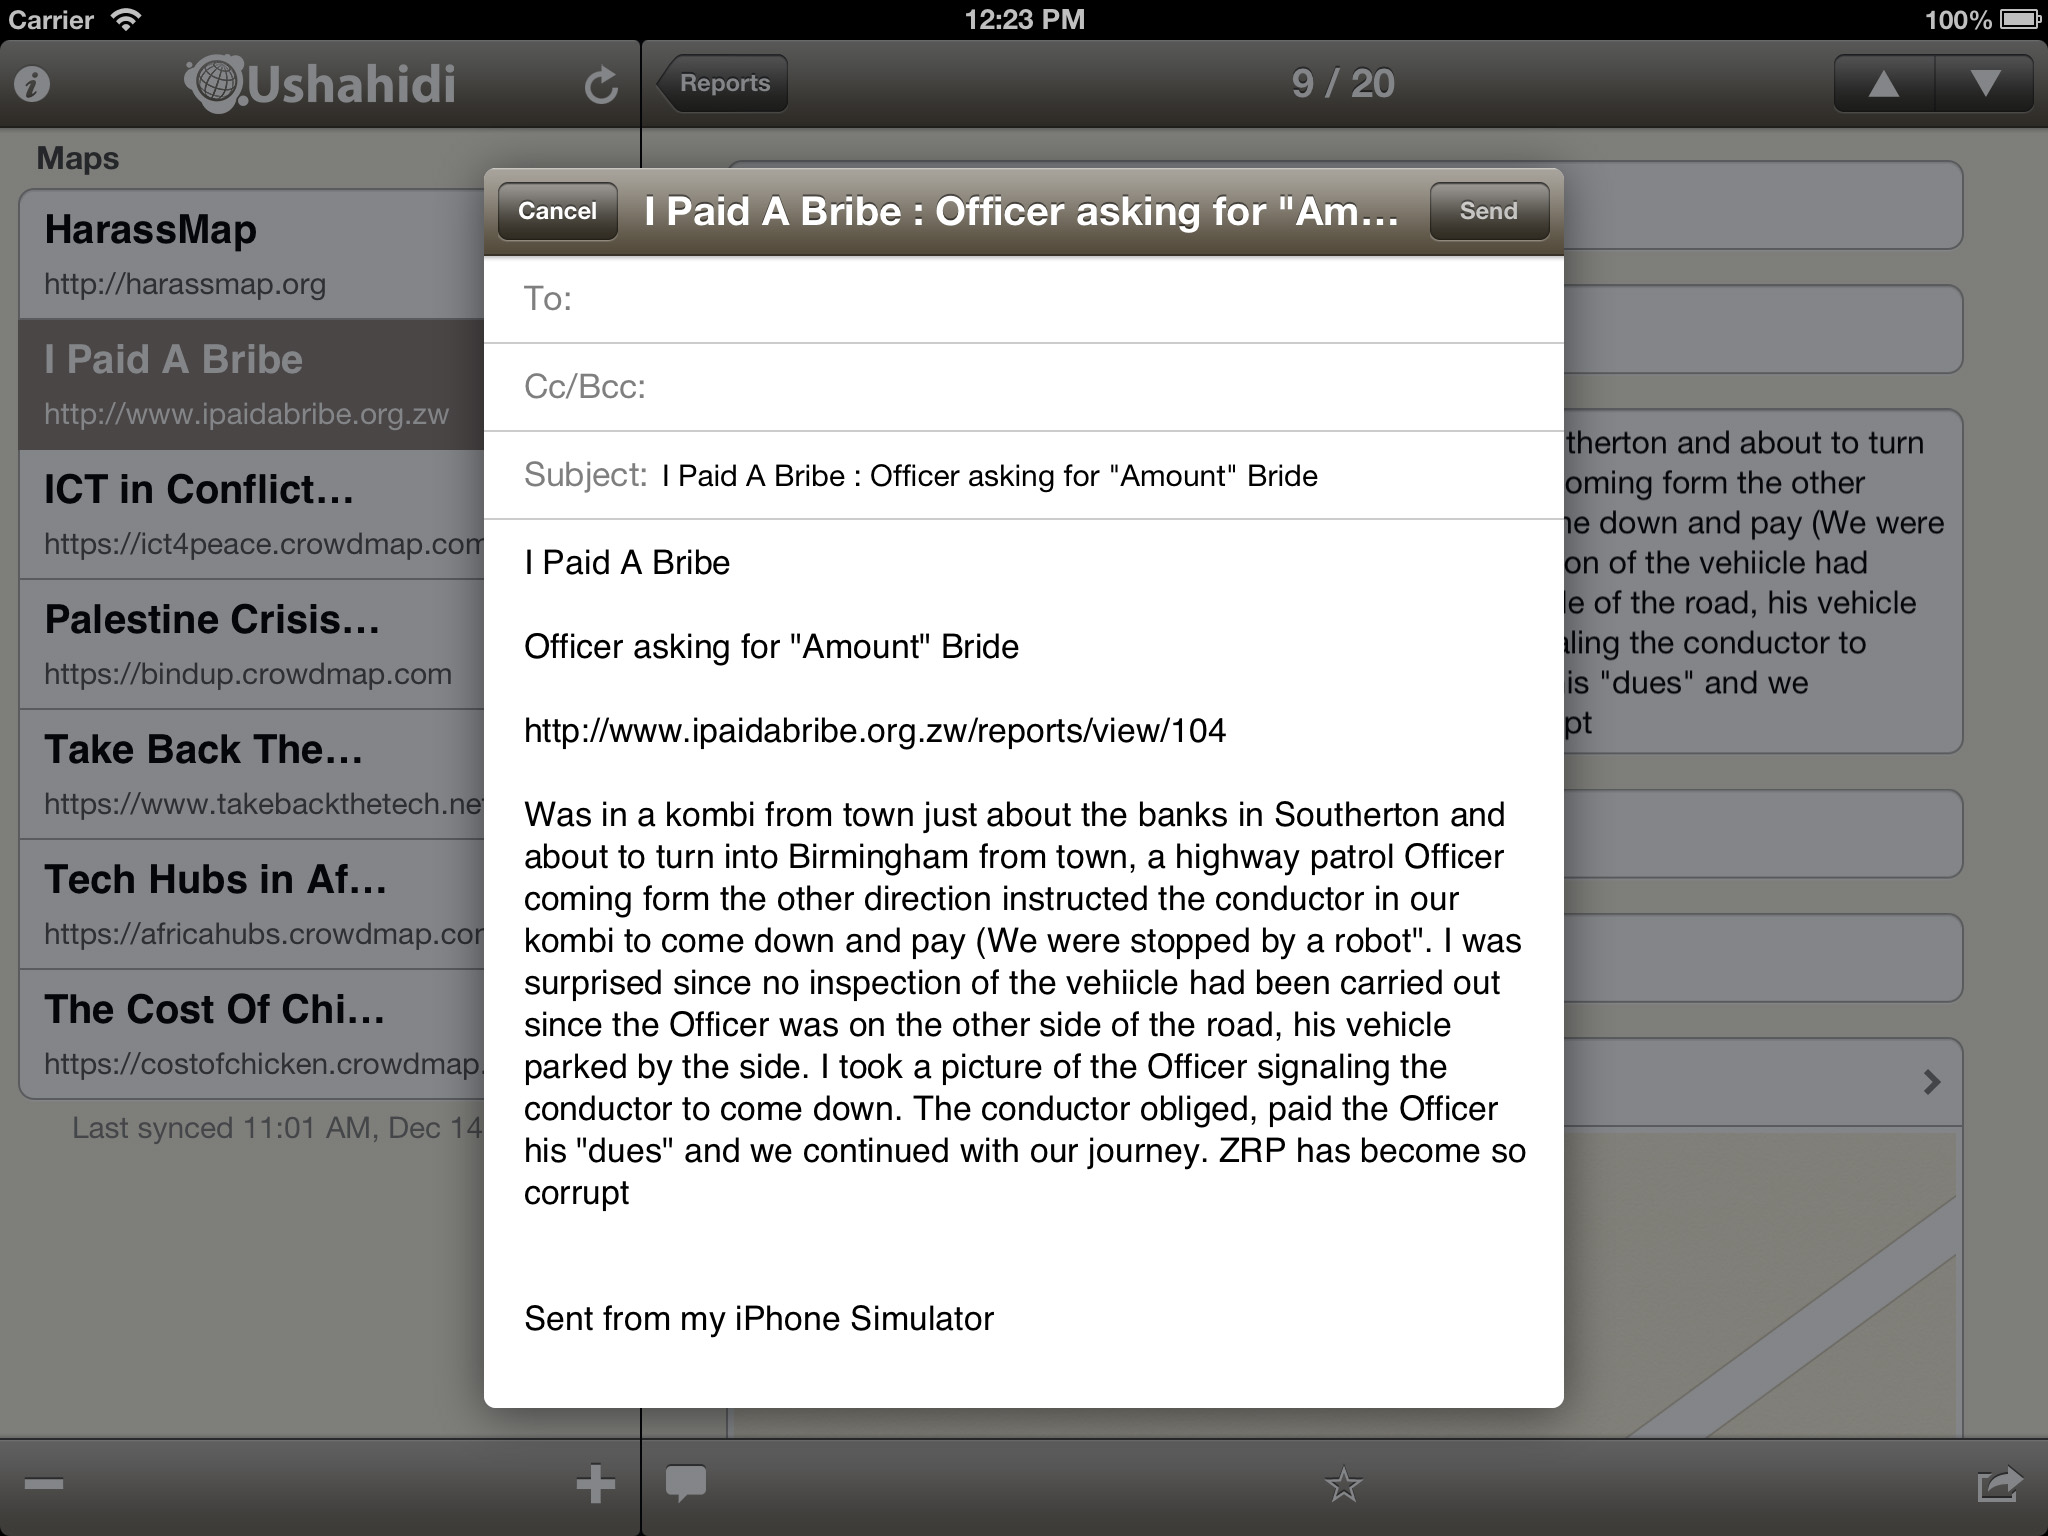 Carrier
12:23 PM
100%
Ushahidi
Reports
9 / 20
Maps
HarassMap
http://harassmap.org
I Paid A Bribe
http://www.ipaidabribe.org.zw
ICT in Conflict…
https://ict4peace.crowdmap.com
Palestine Crisis…
https://bindup.crowdmap.com
Take Back The…
https://www.takebackthetech.net
Tech Hubs in Af…
https://africahubs.crowdmap.com
The Cost Of Chi…
https://costofchicken.crowdmap.
Last synced 11:01 AM, Dec 14
Cancel
I Paid A Bribe : Officer asking for "Am…
Send
To:
Cc/Bcc:
Subject: I Paid A Bribe : Officer asking for "Amount" Bride
I Paid A Bribe
Officer asking for "Amount" Bride
http://www.ipaidabribe.org.zw/reports/view/104
Was in a kombi from town just about the banks in Southerton and
about to turn into Birmingham from town, a highway patrol Officer
coming form the other direction instructed the conductor in our
kombi to come down and pay (We were stopped by a robot". I was
surprised since no inspection of the vehiicle had been carried out
since the Officer was on the other side of the road, his vehicle
parked by the side. I took a picture of the Officer signaling the
conductor to come down. The conductor obliged, paid the Officer
his "dues" and we continued with our journey. ZRP has become so
corrupt
Sent from my iPhone Simulator
therton and about to turn
oming form the other
e down and pay (We were
on of the vehiicle had
e of the road, his vehicle
ling the conductor to
is "dues" and we
pt